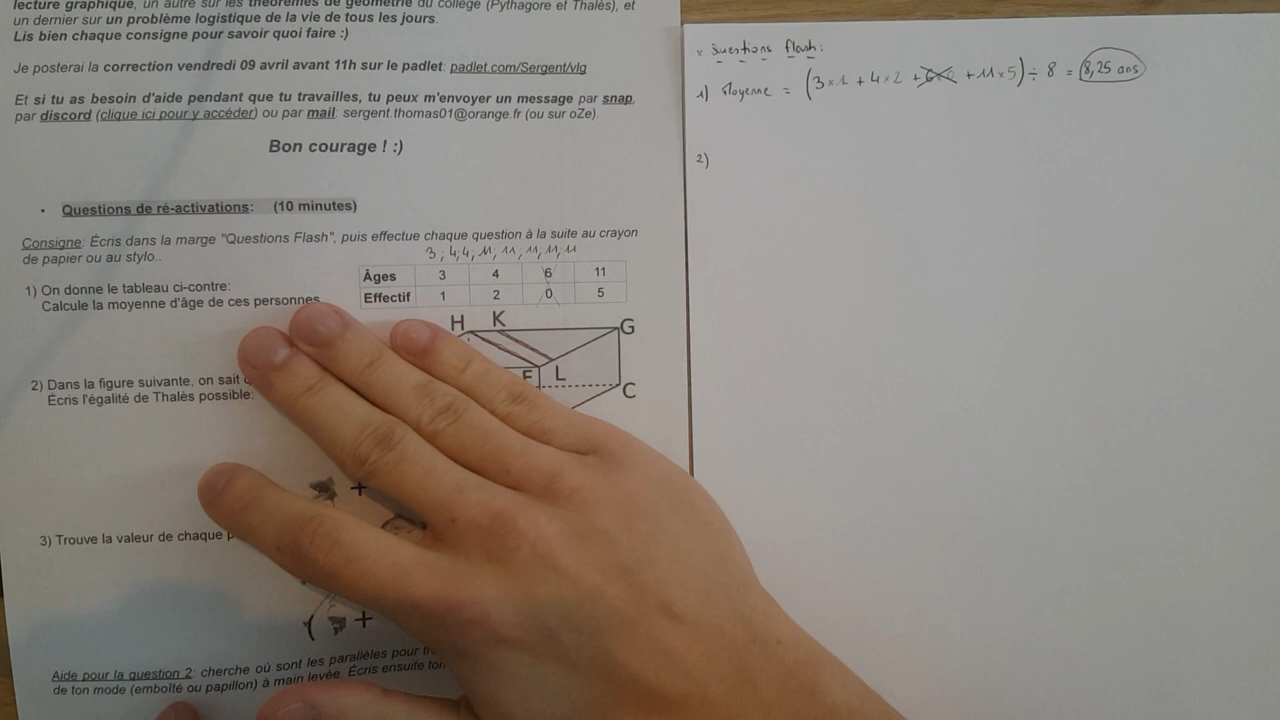 lecture graphique, un autre sur les théorèmes de géométrie du collège (Pythagore et Thalès), et
un dernier sur un problème logistique de la vie de tous les jours.
Lis bien chaque consigne pour savoir quoi faire :)
Je posterai la correction vendredi 09 avril avant 11h sur le padlet: padlet.com/Sergent/vlg
Et si tu as besoin d'aide pendant que tu travailles, tu peux m'envoyer un message par snap,
par discord (clique ici pour y accéder) ou par mail: sergent.thomas01@orange.fr (ou sur oZe).
Bon courage ! :)
• Questions de ré-activations: (10 minutes)
Consigne: Écris dans la marge "Questions Flash", puis effectue chaque question à la suite au crayon
de papier ou au stylo..
3 ; 4; 4; 11, 11, 11, 11, 11
1) On donne le tableau ci-contre:
Calcule la moyenne d'âge de ces personnes
Âges 3 4 6 11
Effectif 1 2 0 5
H K G
E L
C
2) Dans la figure suivante, on sait q
Écris l'égalité de Thalès possible:
+
3) Trouve la valeur de chaque p
( +
Aide pour la question 2: cherche où sont les parallèles pour tr
de ton mode (emboîté ou papillon) à main levée. Écris ensuite ton
Questions flash:
1) Moyenne = (3×1 + 4×2 + 6×0 + 11×5) ÷ 8 = 8,25 ans
2)